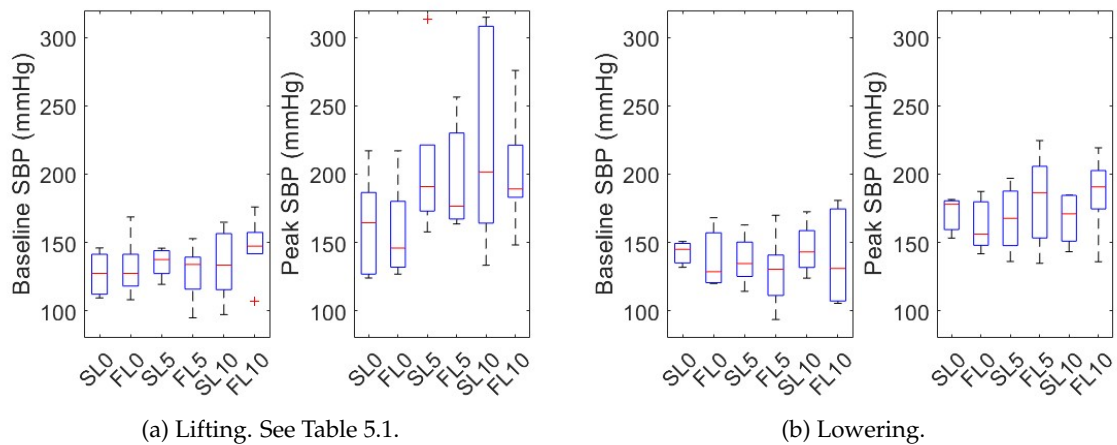 Baseline SBP (mmHg)
300
250
200
150
100
SL0 FL0 SL5 FL5 SL10 FL10
Peak SBP (mmHg)
300
250
200
150
100
SL0 FL0 SL5 FL5 SL10 FL10
(a) Lifting. See Table 5.1.
Baseline SBP (mmHg)
300
250
200
150
100
SL0 FL0 SL5 FL5 SL10 FL10
Peak SBP (mmHg)
300
250
200
150
100
SL0 FL0 SL5 FL5 SL10 FL10
(b) Lowering.